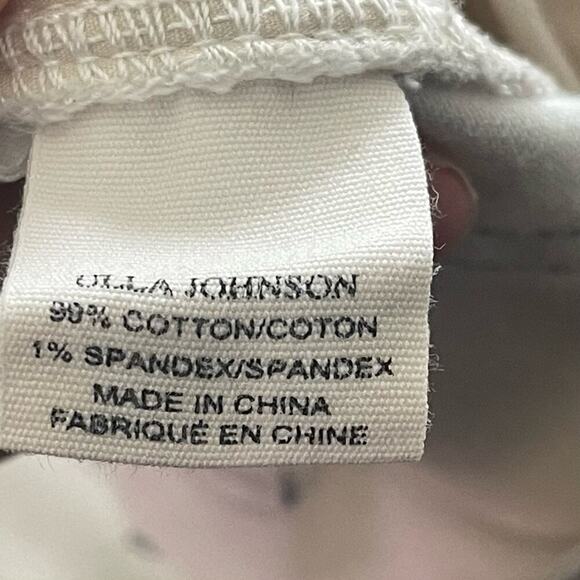 ULLA JOHNSON
99% COTTON/COTON
1% SPANDEX/SPANDEX
MADE IN CHINA
FABRIQUÉ EN CHINE